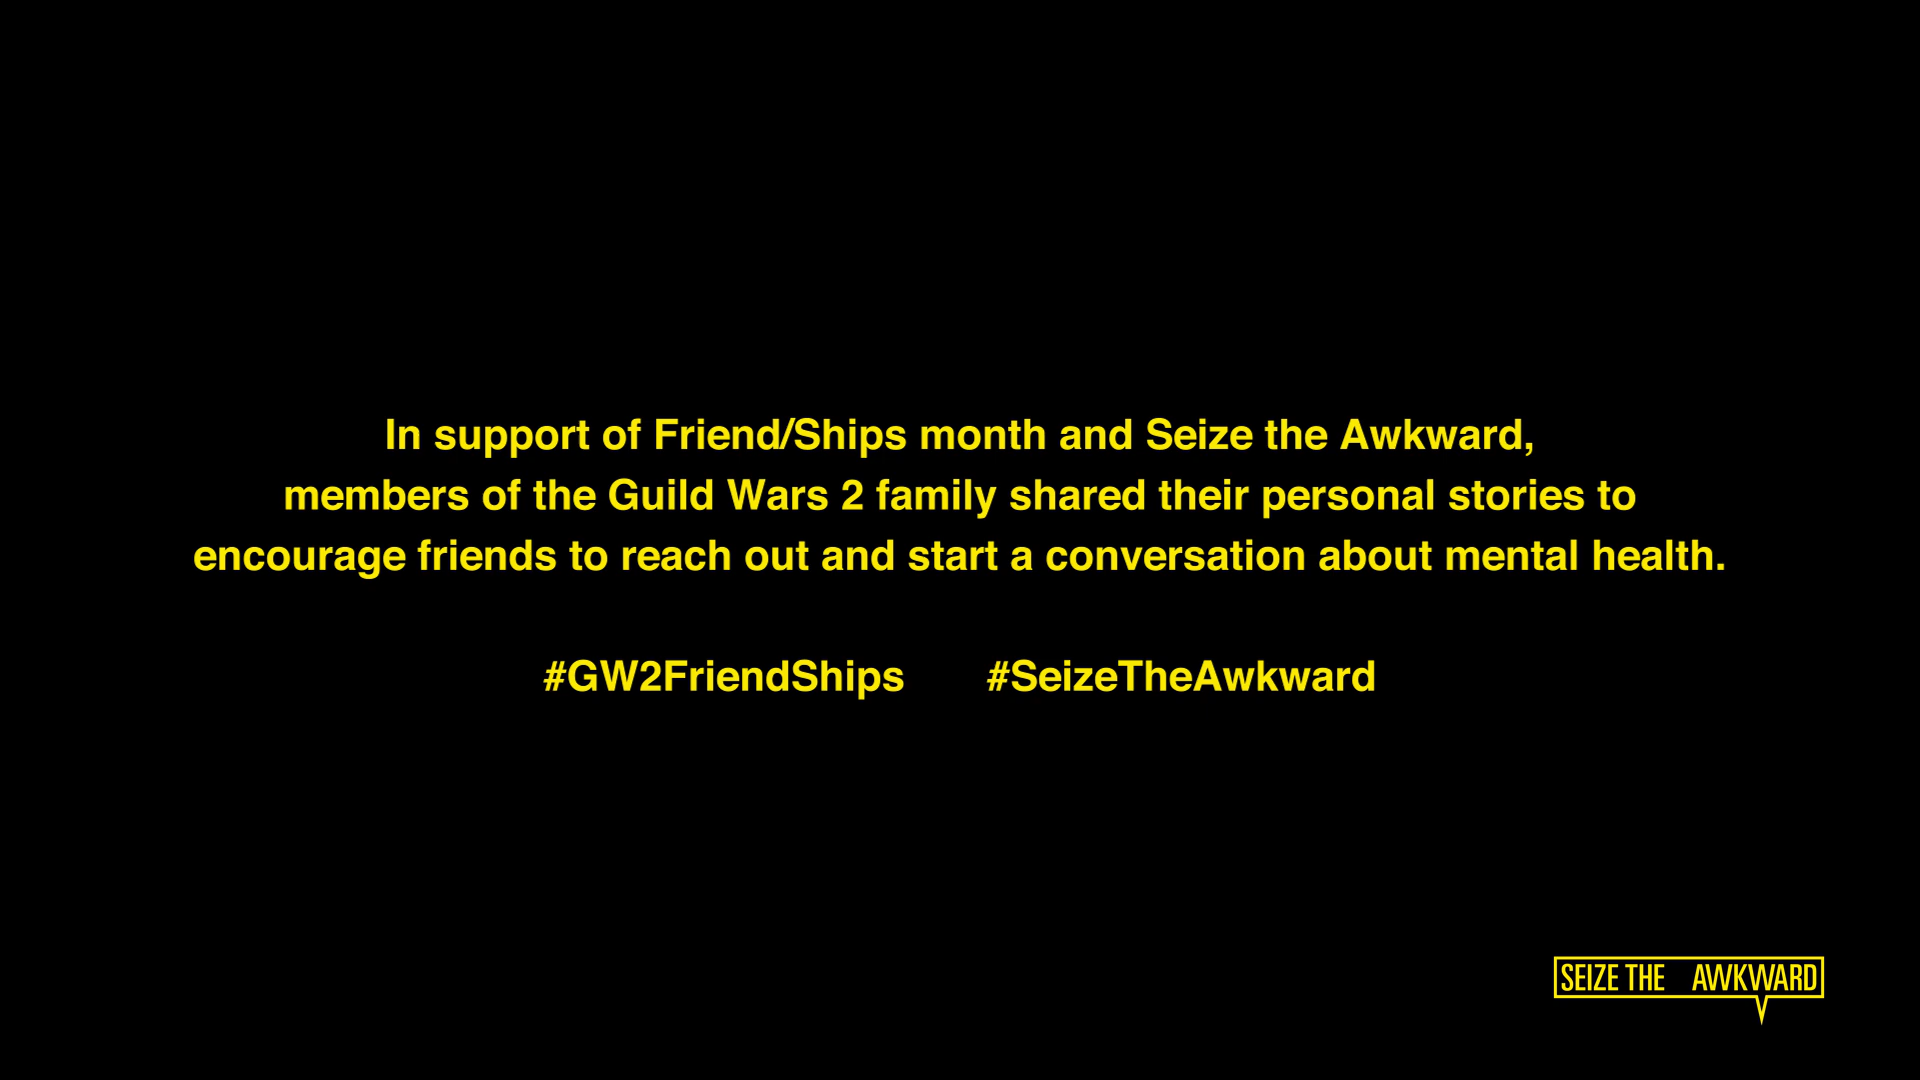 In support of Friend/Ships month and Seize the Awkward,
members of the Guild Wars 2 family shared their personal stories to
encourage friends to reach out and start a conversation about mental health.
#GW2FriendShips #SeizeTheAwkward
SEIZE THE AWKWARD